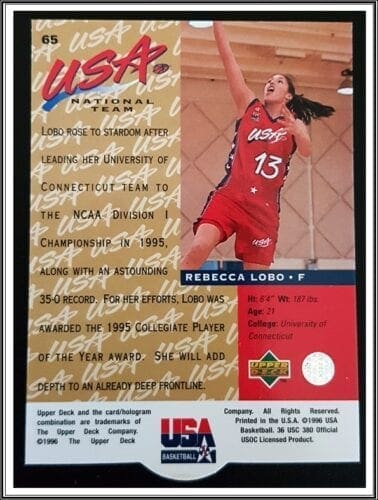 65
USA
NATIONAL
TEAM
LOBO ROSE TO STARDOM AFTER
LEADING HER UNIVERSITY OF
CONNECTICUT TEAM TO
THE NCAA DIVISION I
CHAMPIONSHIP IN 1995,
ALONG WITH AN ASTOUNDING
35-0 RECORD. FOR HER EFFORTS, LOBO WAS
AWARDED THE 1995 COLLEGIATE PLAYER
OF THE YEAR AWARD. SHE WILL ADD
DEPTH TO AN ALREADY DEEP FRONTLINE.
USA
13
REBECCA LOBO • F
Ht: 6'4" Wt: 187 lbs.
Age: 21
College: University of
Connecticut
UPPER
DECK
Upper Deck and the card/hologram
combination are trademarks of
The Upper Deck Company.
©1996 The Upper Deck
USA
BASKETBALL
Company. All Rights Reserved.
Printed in the U.S.A. ©1996 USA
Basketball. 36 USC 380 Official
USOC Licensed Product.